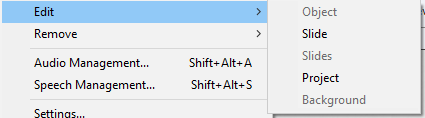 Edit
Remove
Audio Management... Shift+Alt+A
Speech Management... Shift+Alt+S
Settings...
Object
Slide
Slides
Project
Background